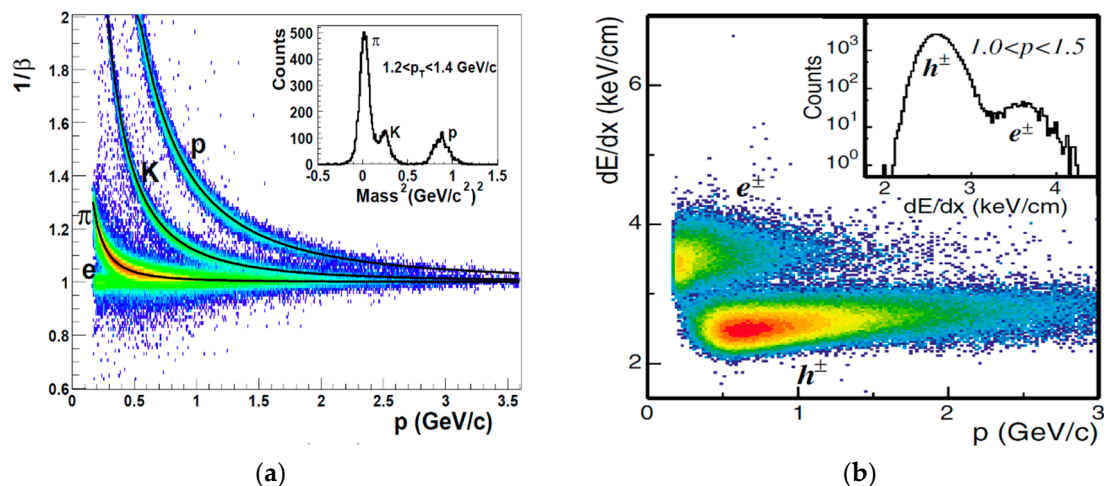 1/β
2
1.8
1.6
1.4
1.2
1
0.8
0.6
0
0.5
1
1.5
2
2.5
3
3.5
p (GeV/c)
π
e
K
p
Counts
500
400
300
200
100
0
-0.5
0
0.5
1
1.5
Mass²(GeV/c²)²
1.2<pT<1.4 GeV/c
π
K
p
(a)
dE/dx (keV/cm)
6
4
2
0
1
2
3
p (GeV/c)
e±
h±
Counts
10³
10²
10¹
10⁰
2
3
4
dE/dx (keV/cm)
1.0<p<1.5
h±
e±
(b)